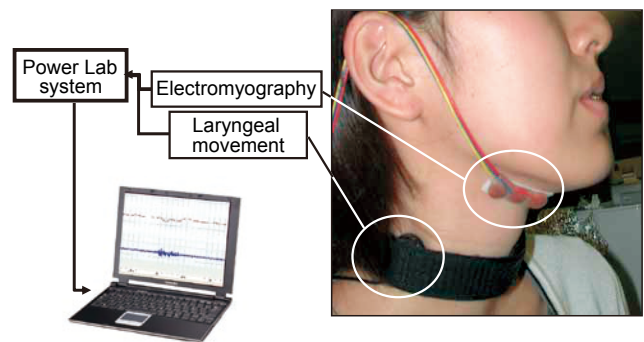 Power Lab
system
Electromyography
Laryngeal
movement